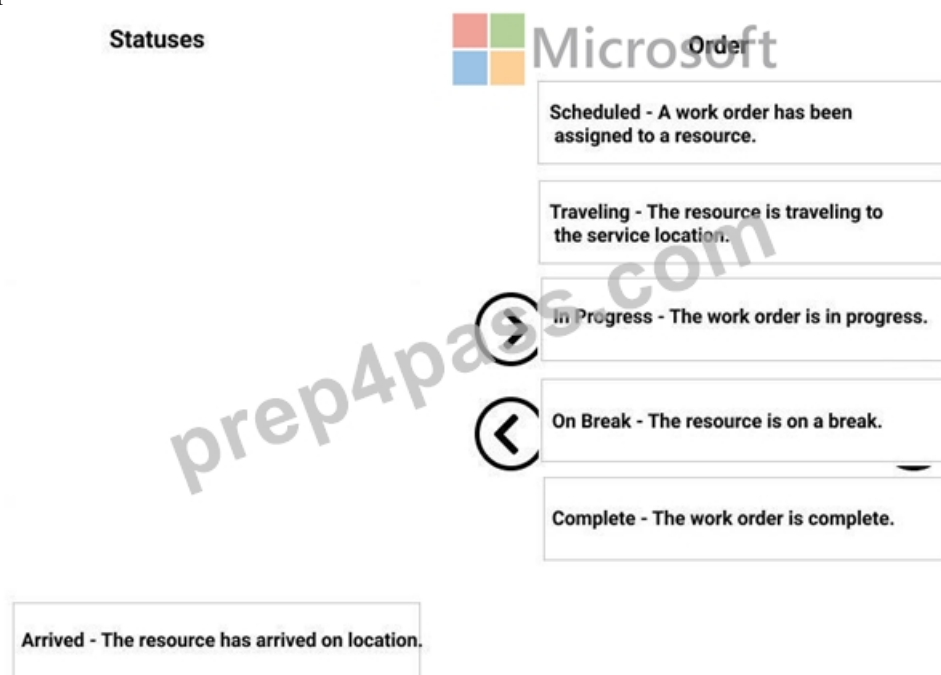 Statuses
Microsoft
Order
Scheduled - A work order has been
assigned to a resource.
Traveling - The resource is traveling to
the service location.
In Progress - The work order is in progress.
On Break - The resource is on a break.
Complete - The work order is complete.
prep4pass.com
Arrived - The resource has arrived on location.